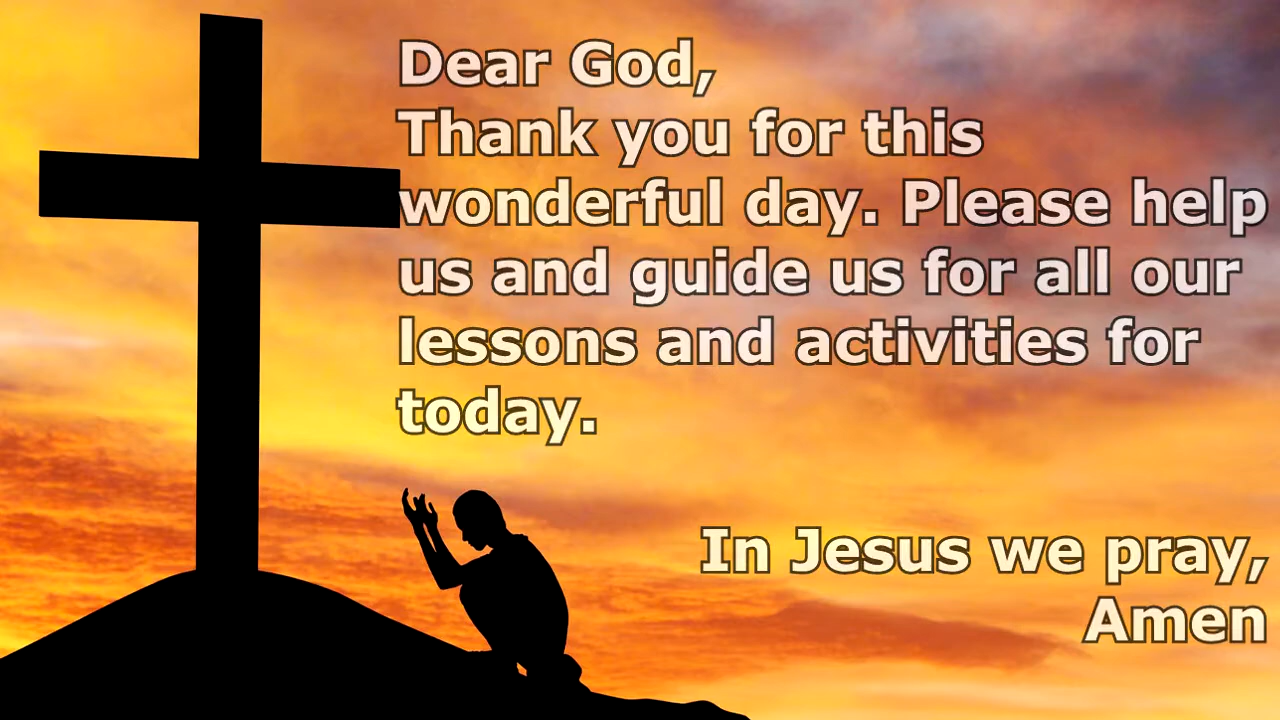 Dear God,
Thank you for this
wonderful day. Please help
us and guide us for all our
lessons and activities for
today.
In Jesus we pray,
Amen